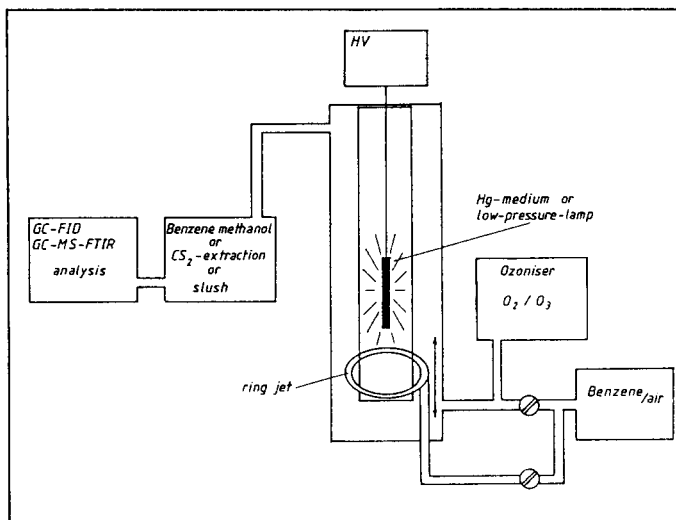 HV
Hg-medium or
low-pressure-lamp
GC-FID
GC-MS-FTIR
analysis
Benzene methanol
or
CS₂-extraction
or
slush
Ozoniser
O₂ / O₃
ring jet
Benzene/air